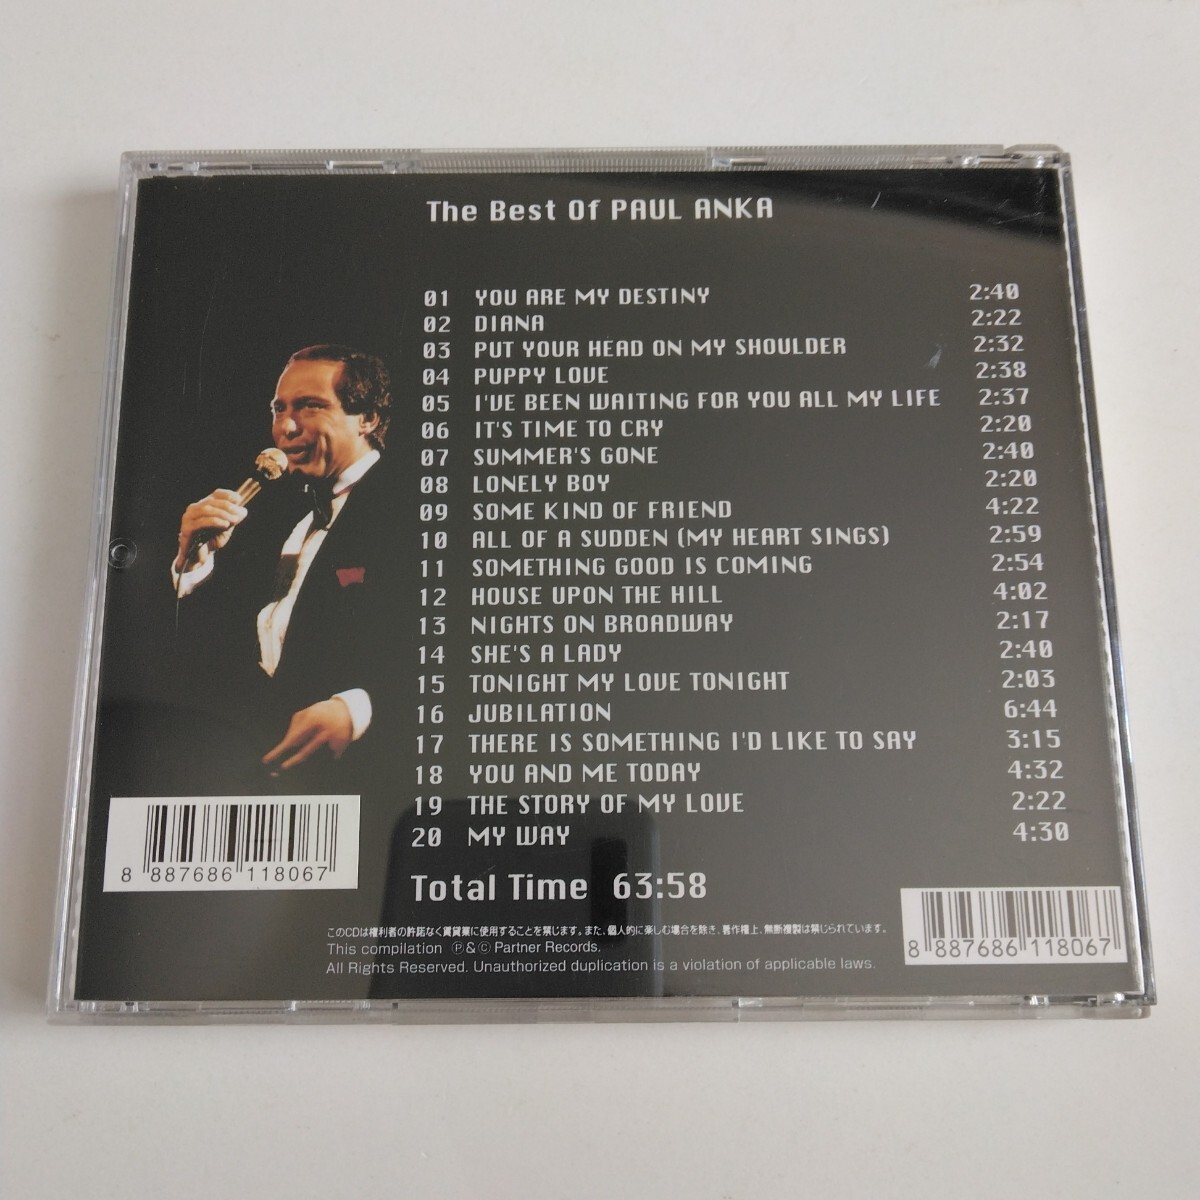 The Best Of PAUL ANKA
01 YOU ARE MY DESTINY 2:40
02 DIANA 2:22
03 PUT YOUR HEAD ON MY SHOULDER 2:32
04 PUPPY LOVE 2:38
05 I'VE BEEN WAITING FOR YOU ALL MY LIFE 2:37
06 IT'S TIME TO CRY 2:20
07 SUMMER'S GONE 2:40
08 LONELY BOY 2:20
09 SOME KIND OF FRIEND 4:22
10 ALL OF A SUDDEN (MY HEART SINGS) 2:59
11 SOMETHING GOOD IS COMING 2:54
12 HOUSE UPON THE HILL 4:02
13 NIGHTS ON BROADWAY 2:17
14 SHE'S A LADY 2:40
15 TONIGHT MY LOVE TONIGHT 2:03
16 JUBILATION 6:44
17 THERE IS SOMETHING I'D LIKE TO SAY 3:15
18 YOU AND ME TODAY 4:32
19 THE STORY OF MY LOVE 2:22
20 MY WAY 4:30
Total Time 63:58
8 887686 118067
このCDは権利者の許諾なく賃貸業に使用することを禁じます。また、個人的に楽しむ場合を除き、著作権上、無断複製は禁じられています。
This compilation ℗&© Partner Records.
All Rights Reserved. Unauthorized duplication is a violation of applicable laws.
8 887686 118067